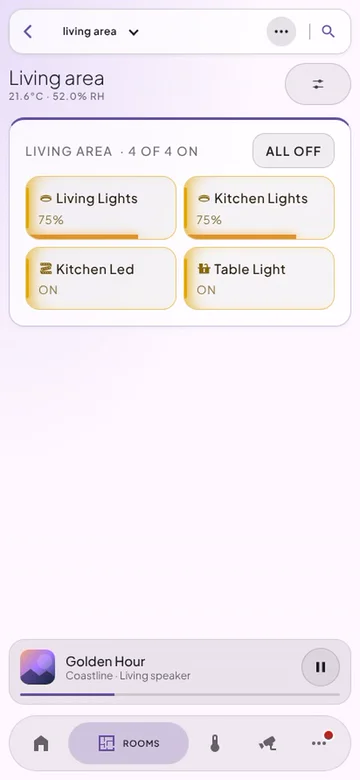 living area
Living area
21.6°C · 52.0% RH
LIVING AREA · 4 OF 4 ON
ALL OFF
Living Lights
75%
Kitchen Lights
75%
Kitchen Led
ON
Table Light
ON
Golden Hour
Coastline · Living speaker
ROOMS